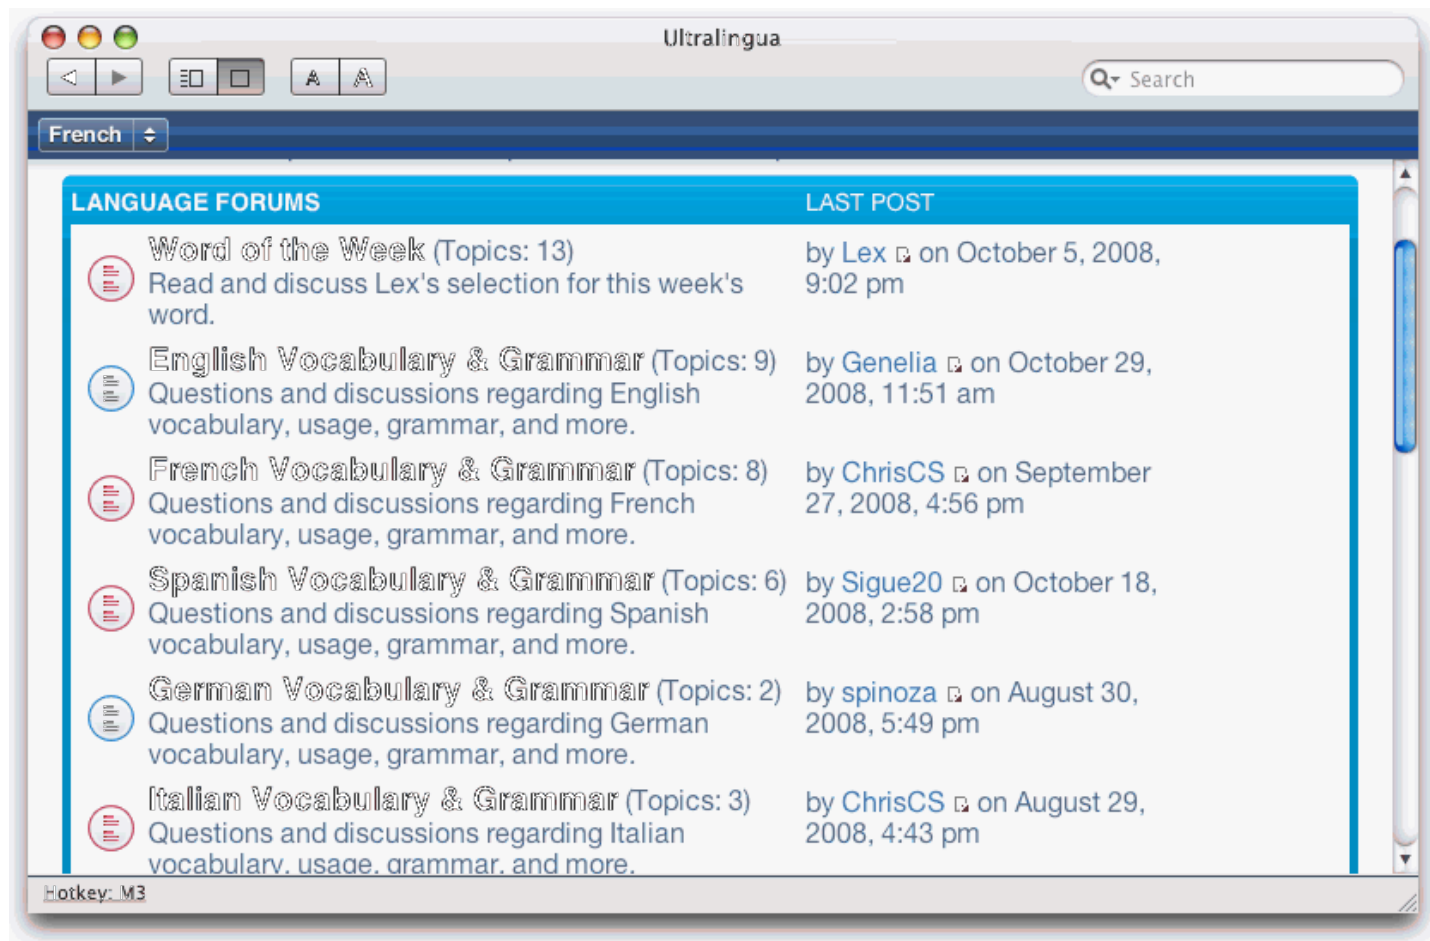 Ultralingua
A A
Search
French
LANGUAGE FORUMS LAST POST
Word of the Week (Topics: 13)
Read and discuss Lex's selection for this week's
word.
by Lex on October 5, 2008,
9:02 pm
English Vocabulary & Grammar (Topics: 9)
Questions and discussions regarding English
vocabulary, usage, grammar, and more.
by Genelia on October 29,
2008, 11:51 am
French Vocabulary & Grammar (Topics: 8)
Questions and discussions regarding French
vocabulary, usage, grammar, and more.
by ChrisCS on September
27, 2008, 4:56 pm
Spanish Vocabulary & Grammar (Topics: 6)
Questions and discussions regarding Spanish
vocabulary, usage, grammar, and more.
by Sigue20 on October 18,
2008, 2:58 pm
German Vocabulary & Grammar (Topics: 2)
Questions and discussions regarding German
vocabulary, usage, grammar, and more.
by spinoza on August 30,
2008, 5:49 pm
Italian Vocabulary & Grammar (Topics: 3)
Questions and discussions regarding Italian
vocabulary, usage, grammar, and more.
by ChrisCS on August 29,
2008, 4:43 pm
Hotkey: M3